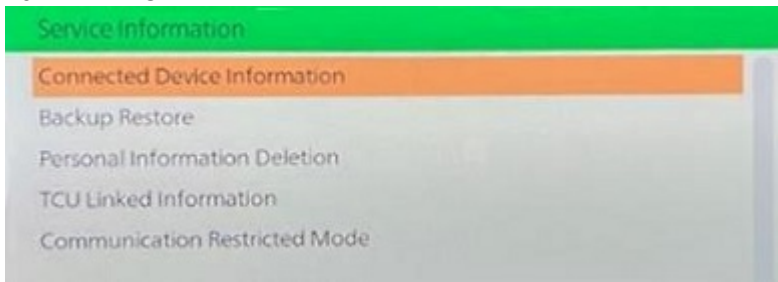 Service Information
Connected Device Information
Backup Restore
Personal Information Deletion
TCU Linked Information
Communication Restricted Mode